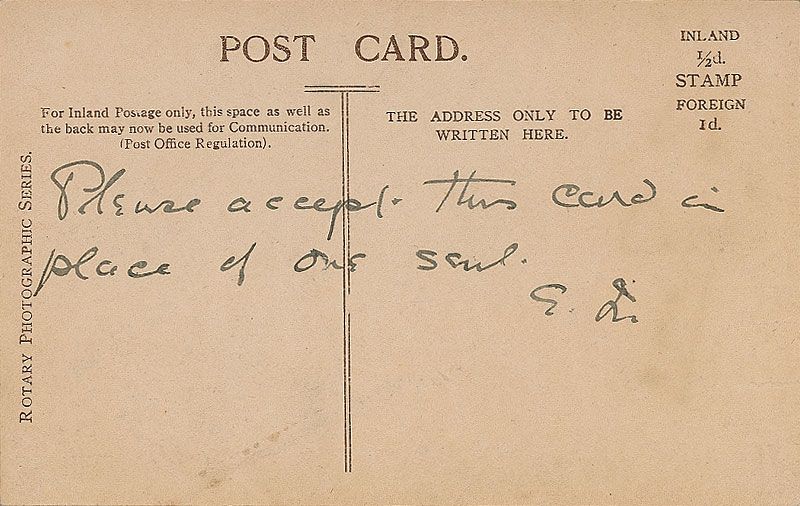 POST CARD.
INLAND
½d.
STAMP
FOREIGN
1d.
For Inland Postage only, this space as well as
the back may now be used for Communication.
(Post Office Regulation).
THE ADDRESS ONLY TO BE
WRITTEN HERE.
ROTARY PHOTOGRAPHIC SERIES.
Please accept this card in
place of one sent.
E.